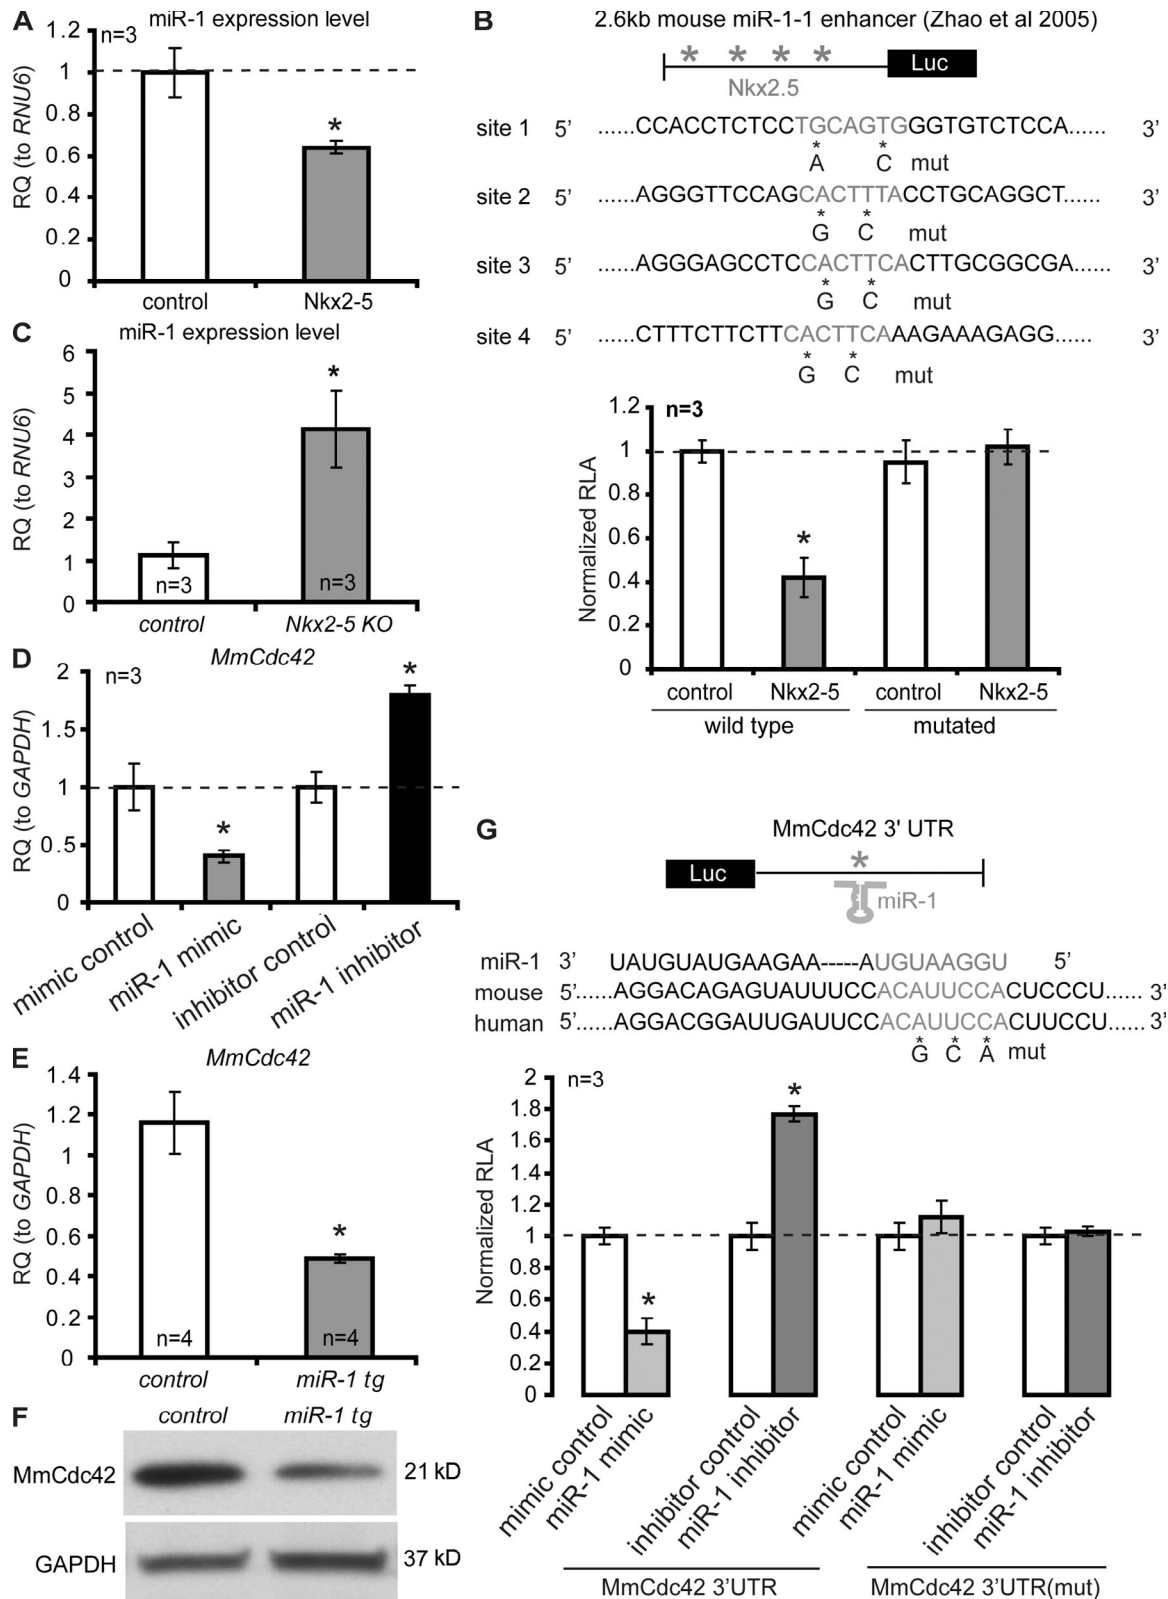 A
miR-1 expression level
n=3
RQ (to RNU6)
1.2
1
0.8
0.6
0.4
0.2
0
*
control
Nkx2-5
B
2.6kb mouse miR-1-1 enhancer (Zhao et al 2005)
* * * *
Luc
Nkx2.5
site 1 5’ ......CCACCTCTCCTGCAGTGGGTGTCTCCA...... 3’
* *
A C mut
site 2 5’ ......AGGGTTCCAGCACTTTACCTGCAGGCT...... 3’
* *
G C mut
site 3 5’ ......AGGGAGCCTCCACTTCACTTGCGGCGA...... 3’
* *
G C mut
site 4 5’ ......CTTTCTTCTTCACTTCAAAGAAAGAGG...... 3’
* *
G C mut
n=3
Normalized RLA
1.2
1
0.8
0.6
0.4
0.2
0
*
control Nkx2-5 control Nkx2-5
wild type mutated
C
miR-1 expression level
RQ (to RNU6)
6
5
4
3
2
1
0
*
n=3
n=3
control
Nkx2-5 KO
D
MmCdc42
n=3
RQ (to GAPDH)
2
1.5
1
0.5
0
*
*
mimic control
miR-1 mimic
inhibitor control
miR-1 inhibitor
E
MmCdc42
RQ (to GAPDH)
1.4
1.2
1
0.8
0.6
0.4
0.2
0
*
n=4
n=4
control
miR-1 tg
F
control
miR-1 tg
MmCdc42
21 kD
GAPDH
37 kD
G
MmCdc42 3' UTR
*
Luc
miR-1
miR-1 3’ UAUGUAUGAAGAA-----AUGUAAGGU 5’
mouse 5’......AGGACAGAGUAUUUCCACAUUCCACUCCCU...... 3’
human 5’......AGGACGGAUUGAUUCCACAUUCCACUUCCU...... 3’
* * *
G C A mut
n=3
Normalized RLA
2
1.8
1.6
1.4
1.2
1
0.8
0.6
0.4
0.2
0
*
*
mimic control
miR-1 mimic
inhibitor control
miR-1 inhibitor
mimic control
miR-1 mimic
inhibitor control
miR-1 inhibitor
MmCdc42 3’UTR
MmCdc42 3’UTR(mut)